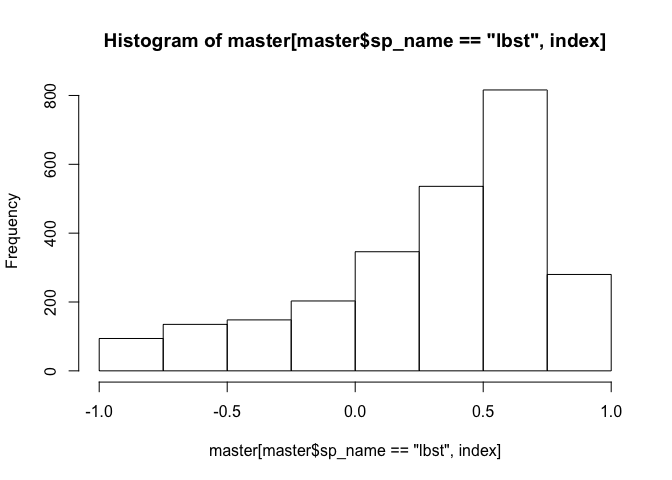 Histogram of master[master$sp_name == "lbst", index]
Frequency
800
600
400
200
0
-1.0 -0.5 0.0 0.5 1.0
master[master$sp_name == "lbst", index]